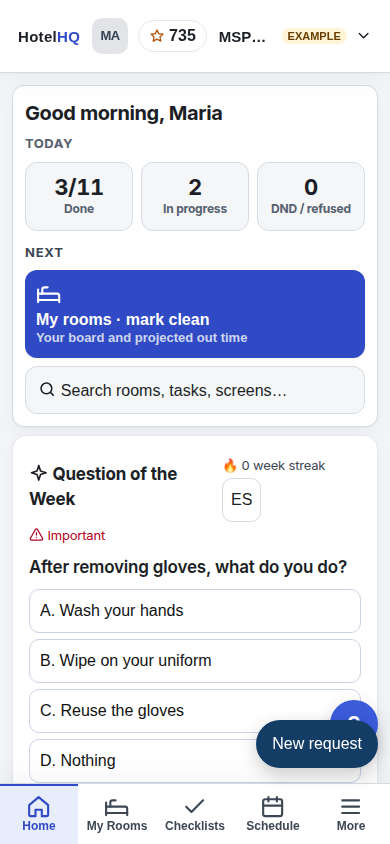 HotelHQ MA 735 MSP… EXAMPLE
Good morning, Maria
TODAY
3/11 2 0
Done In progress DND / refused
NEXT
My rooms · mark clean
Your board and projected out time
Search rooms, tasks, screens…
🔥 0 week streak
Question of the
Week
ES
Important
After removing gloves, what do you do?
A. Wash your hands
B. Wipe on your uniform
C. Reuse the gloves
New request
D. Nothing
Home My Rooms Checklists Schedule More